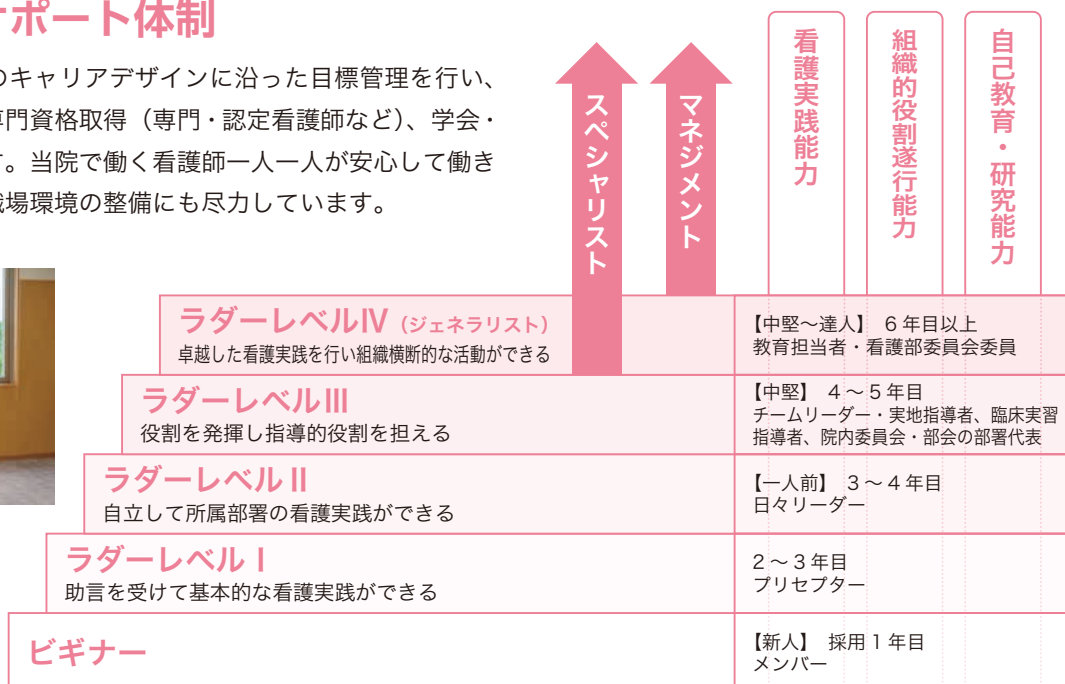 ポート体制
のキャリアデザインに沿った目標管理を行い、
専門資格取得（専門・認定看護師など）、学会・
す。当院で働く看護師一人一人が安心して働き
職場環境の整備にも尽力しています。
スペシャリスト
マネジメント
看護実践能力
組織的役割遂行能力
自己教育・研究能力
ラダーレベルⅣ（ジェネラリスト）
卓越した看護実践を行い組織横断的な活動ができる
【中堅～達人】 6年目以上
教育担当者・看護部委員会委員
ラダーレベルⅢ
役割を発揮し指導的役割を担える
【中堅】 4～5年目
チームリーダー・実地指導者、臨床実習
指導者、院内委員会・部会の部署代表
ラダーレベルⅡ
自立して所属部署の看護実践ができる
【一人前】 3～4年目
日々リーダー
ラダーレベルⅠ
助言を受けて基本的な看護実践ができる
2～3年目
プリセプター
ビギナー
【新人】 採用1年目
メンバー